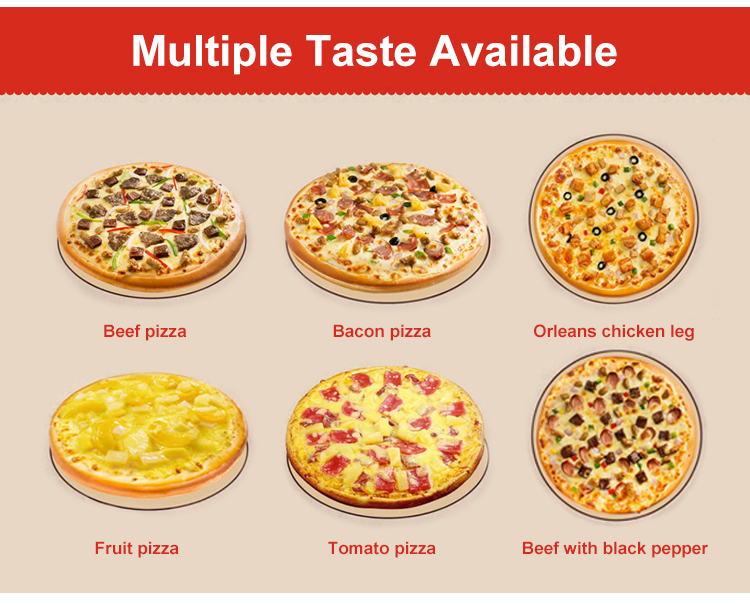 Multiple Taste Available
Beef pizza
Bacon pizza
Orleans chicken leg
Fruit pizza
Tomato pizza
Beef with black pepper